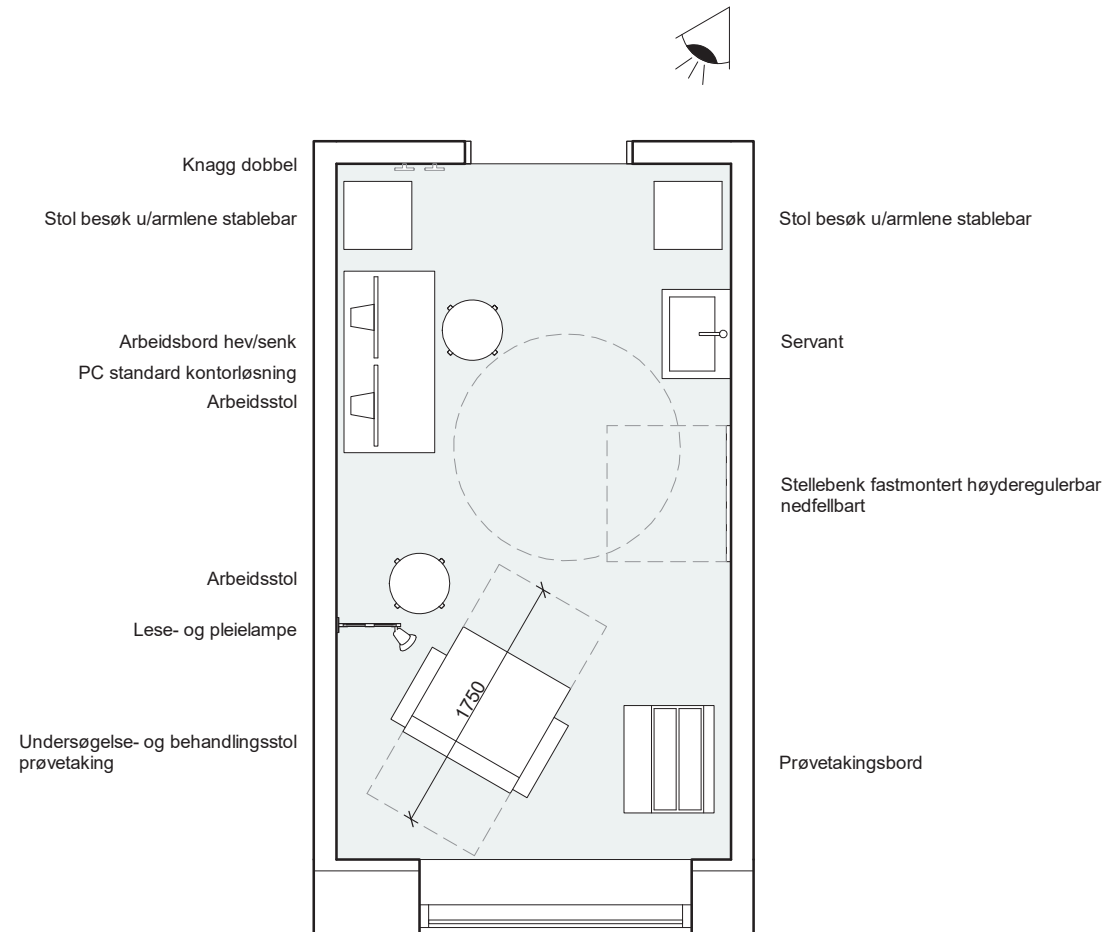 Knagg dobbel
Stol besøk u/armlene stablebar
Arbeidsbord hev/senk
PC standard kontorløsning
Arbeidsstol
Arbeidsstol
Lese- og pleielampe
Undersøgelse- og behandlingsstol
prøvetaking
1750
Stol besøk u/armlene stablebar
Servant
Stellebenk fastmontert høyderegulerbar
nedfellbart
Prøvetakingsbord